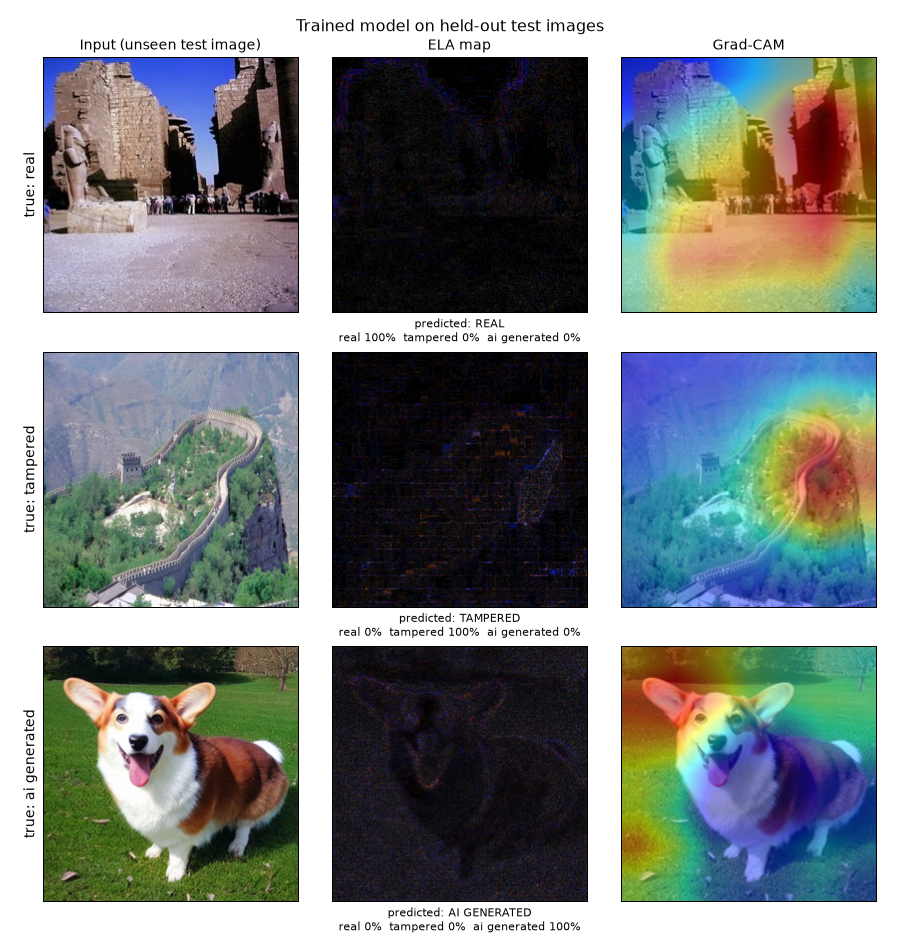 Trained model on held-out test images
Input (unseen test image)
ELA map
Grad-CAM
true: real
predicted: REAL
real 100%  tampered 0%  ai generated 0%
true: tampered
predicted: TAMPERED
real 0%  tampered 100%  ai generated 0%
true: ai generated
predicted: AI GENERATED
real 0%  tampered 0%  ai generated 100%